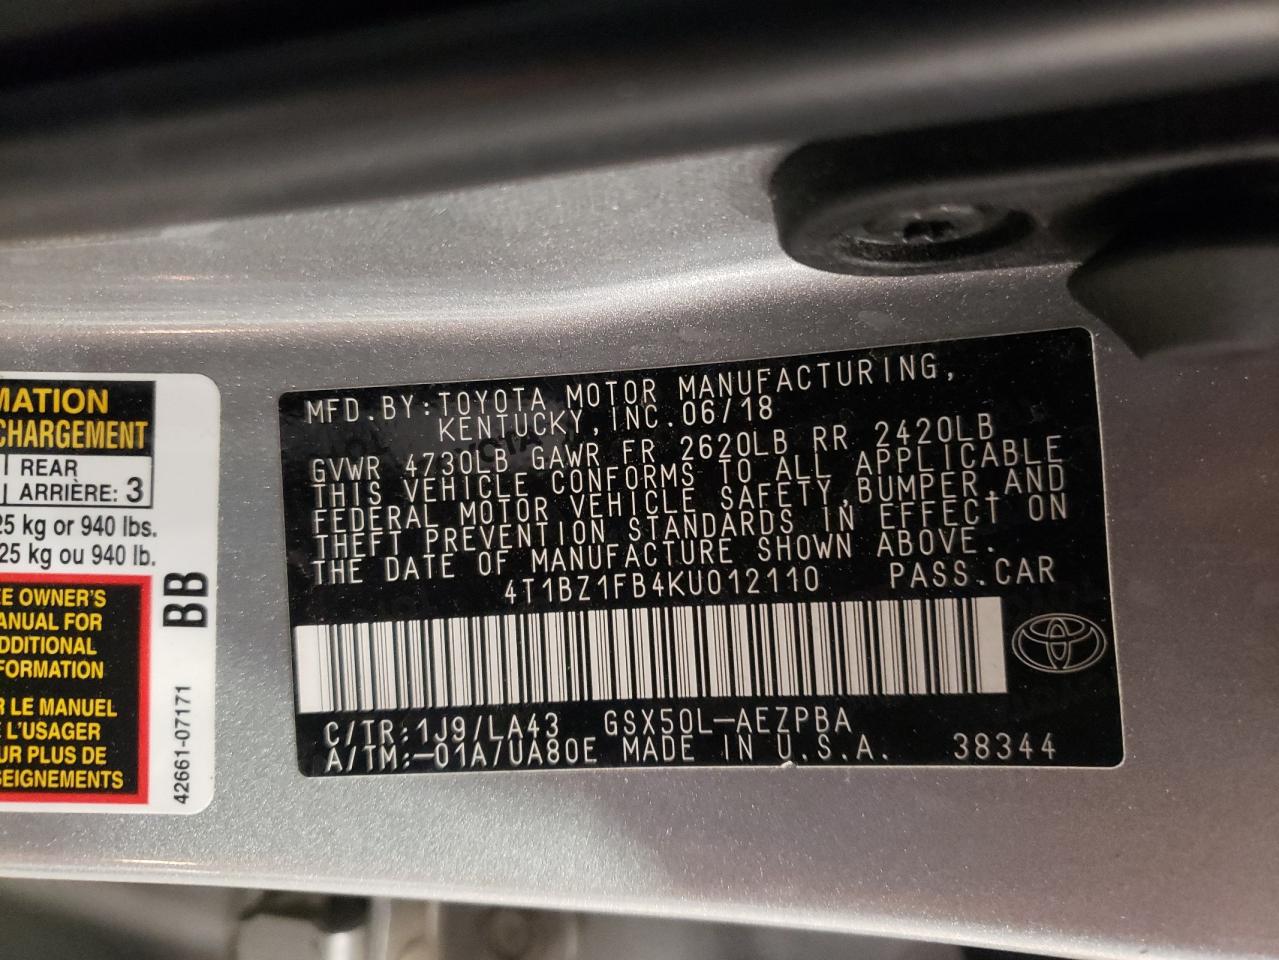 MATION
CHARGEMENT
REAR
ARRIÈRE: 3
25 kg or 940 lbs.
25 kg ou 940 lb.
E OWNER'S
ANUAL FOR
DDITIONAL
FORMATION
R LE MANUEL
E L'USAGER
UR PLUS DE
SEIGNEMENTS
BB
42661-07171
MFD.BY:TOYOTA MOTOR MANUFACTURING,
KENTUCKY,INC.06/18
GVWR 4730LB GAWR FR 2620LB RR 2420LB
THIS VEHICLE CONFORMS TO ALL APPLICABLE
FEDERAL MOTOR VEHICLE SAFETY,BUMPER,AND
THEFT PREVENTION STANDARDS IN EFFECT ON
THE DATE OF MANUFACTURE SHOWN ABOVE.
4T1BZ1FB4KU012110 PASS.CAR
C/TR:1J9/LA43 GSX50L-AEZPBA
A/TM:-01A/UA80E MADE IN U.S.A. 38344